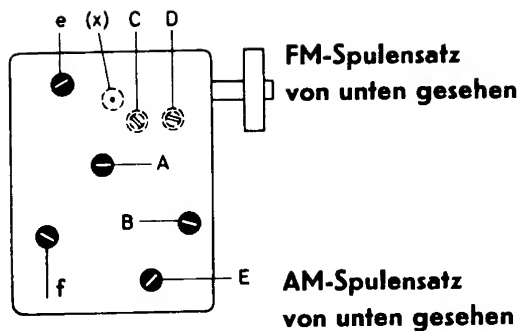 e (x) C D
FM-Spulensatz
von unten gesehen
A
B
f
E
AM-Spulensatz
von unten gesehen